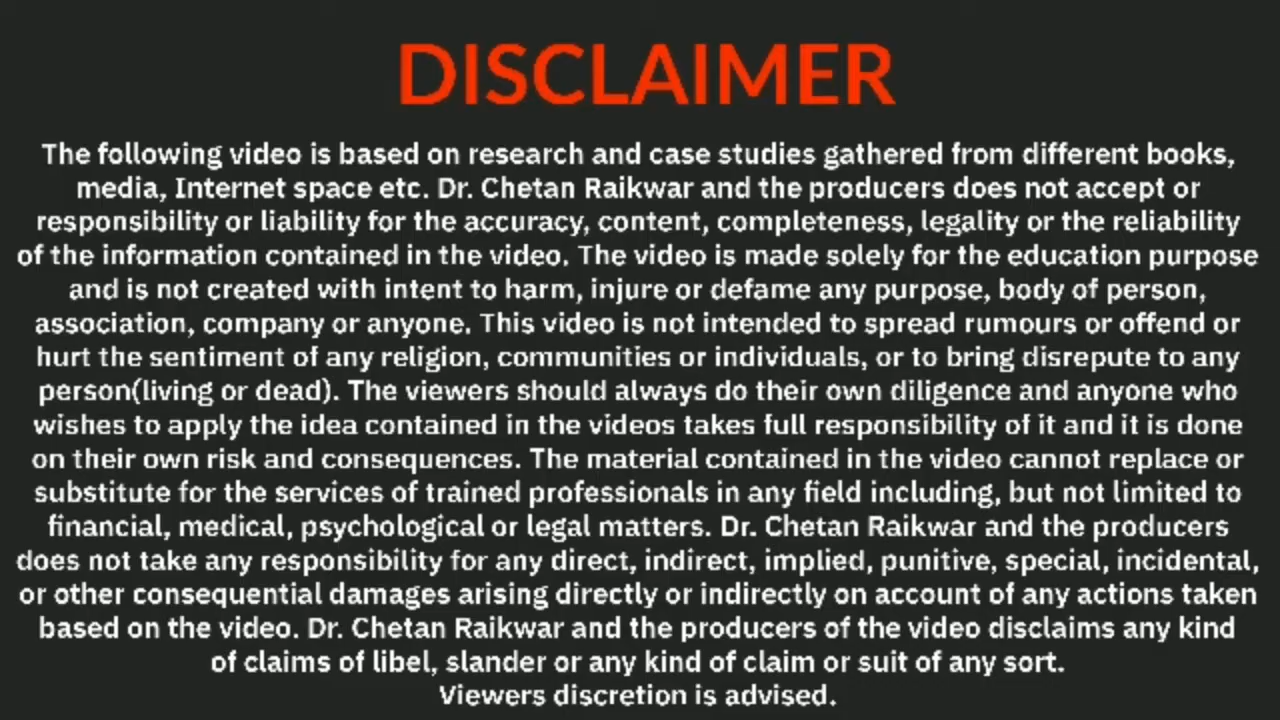 DISCLAIMER
The following video is based on research and case studies gathered from different books,
media, Internet space etc. Dr. Chetan Raikwar and the producers does not accept or
responsibility or liability for the accuracy, content, completeness, legality or the reliability
of the information contained in the video. The video is made solely for the education purpose
and is not created with intent to harm, injure or defame any purpose, body of person,
association, company or anyone. This video is not intended to spread rumours or offend or
hurt the sentiment of any religion, communities or individuals, or to bring disrepute to any
person(living or dead). The viewers should always do their own diligence and anyone who
wishes to apply the idea contained in the videos takes full responsibility of it and it is done
on their own risk and consequences. The material contained in the video cannot replace or
substitute for the services of trained professionals in any field including, but not limited to
financial, medical, psychological or legal matters. Dr. Chetan Raikwar and the producers
does not take any responsibility for any direct, indirect, implied, punitive, special, incidental,
or other consequential damages arising directly or indirectly on account of any actions taken
based on the video. Dr. Chetan Raikwar and the producers of the video disclaims any kind
of claims of libel, slander or any kind of claim or suit of any sort.
Viewers discretion is advised.